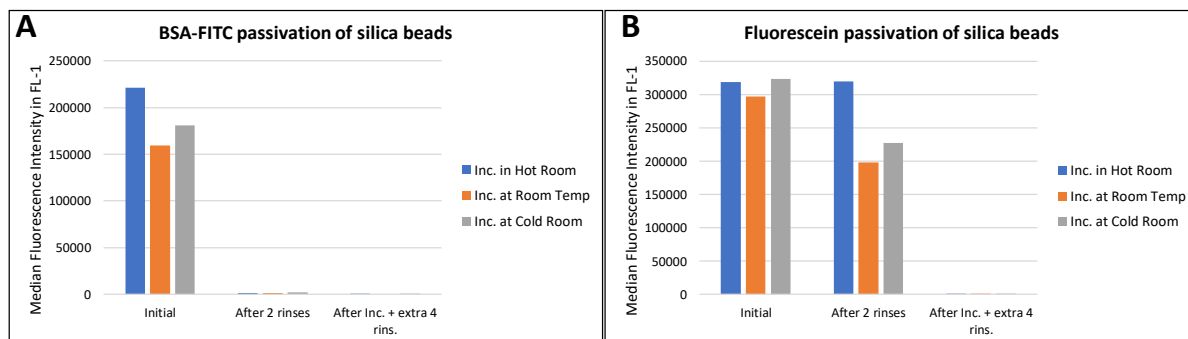 A
BSA-FITC passivation of silica beads
Median Fluorescence Intensity in FL-1
250000
200000
150000
100000
50000
0
Initial
After 2 rinses
After Inc. + extra 4
rins.
Inc. in Hot Room
Inc. at Room Temp
Inc. at Cold Room
B
Fluorescein passivation of silica beads
Median Fluorescence Intensity in FL-1
350000
300000
250000
200000
150000
100000
50000
0
Initial
After 2 rinses
After Inc. + extra 4
rins.
Inc. in Hot Room
Inc. at Room Temp
Inc. at Cold Room